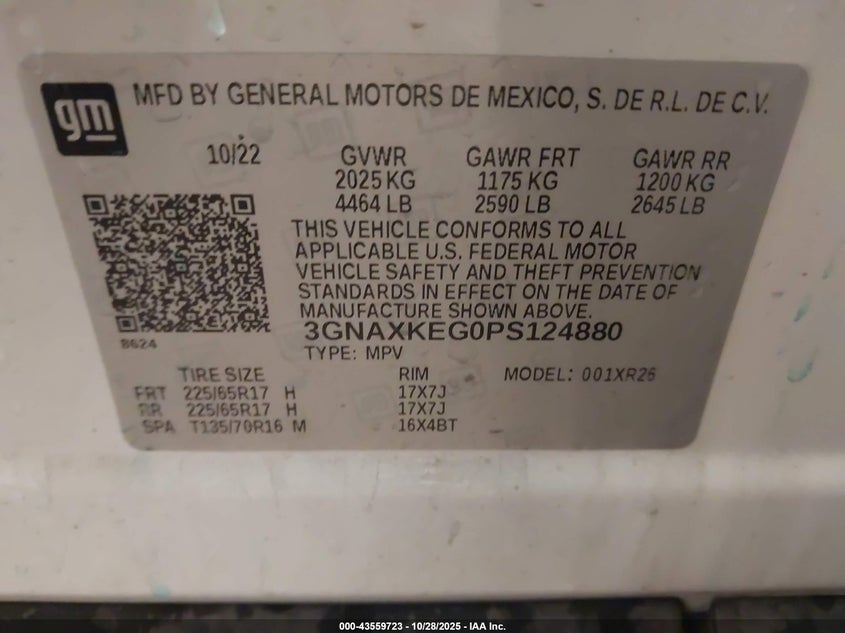 gm
MFD BY GENERAL MOTORS DE MEXICO, S. DE R.L. DE C.V.
10/22 GVWR GAWR FRT GAWR RR
2025 KG 1175 KG 1200 KG
4464 LB 2590 LB 2645 LB
THIS VEHICLE CONFORMS TO ALL
APPLICABLE U.S. FEDERAL MOTOR
VEHICLE SAFETY AND THEFT PREVENTION
STANDARDS IN EFFECT ON THE DATE OF
MANUFACTURE SHOWN ABOVE.
3GNAXKEG0PS124880
8624
TYPE: MPV
TIRE SIZE RIM MODEL: 001XR26
FRT 225/65R17 H 17X7J
RR 225/65R17 H 17X7J
SPA T135/70R16 M 16X4BT
000-43559723 - 10/28/2025 - IAA Inc.